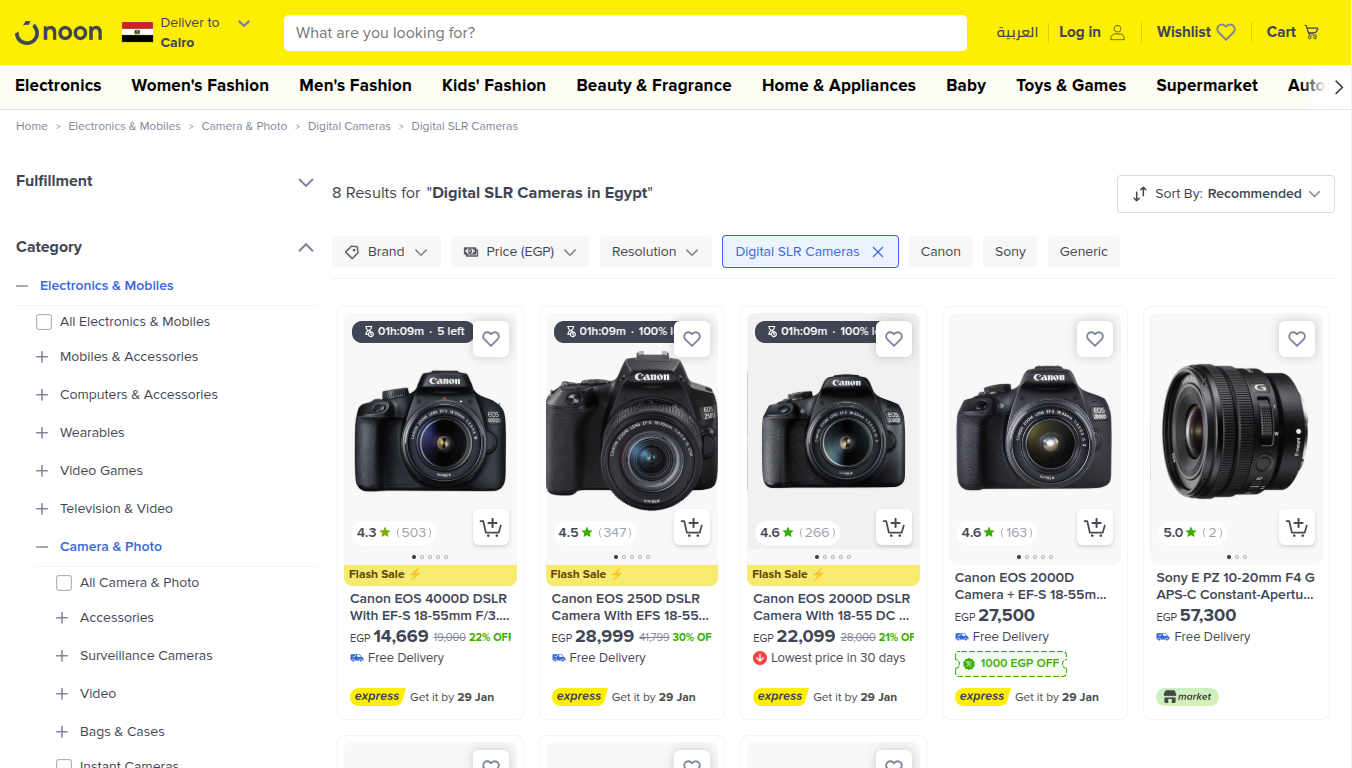 noon
Deliver to
Cairo
What are you looking for?
العربية
Log in
Wishlist
Cart
Electronics
Women's Fashion
Men's Fashion
Kids' Fashion
Beauty & Fragrance
Home & Appliances
Baby
Toys & Games
Supermarket
Auto
Home > Electronics & Mobiles > Camera & Photo > Digital Cameras > Digital SLR Cameras
Fulfillment
Category
Electronics & Mobiles
All Electronics & Mobiles
Mobiles & Accessories
Computers & Accessories
Wearables
Video Games
Television & Video
Camera & Photo
All Camera & Photo
Accessories
Surveillance Cameras
Video
Bags & Cases
Instant Cameras
8 Results for "Digital SLR Cameras in Egypt"
Sort By: Recommended
Brand
Price (EGP)
Resolution
Digital SLR Cameras
Canon
Sony
Generic
01h:09m · 5 left
Canon
4.3 (503)
Flash Sale
Canon EOS 4000D DSLR
With EF-S 18-55mm F/3....
EGP 14,669 19,000 22% OFF
Free Delivery
express Get it by 29 Jan
01h:09m · 100% l
Canon
4.5 (347)
Flash Sale
Canon EOS 250D DSLR
Camera With EFS 18-55...
EGP 28,999 41,799 30% OF
Free Delivery
express Get it by 29 Jan
01h:09m · 100% l
Canon
4.6 (266)
Flash Sale
Canon EOS 2000D DSLR
Camera With 18-55 DC ...
EGP 22,099 28,000 21% OF
Lowest price in 30 days
express Get it by 29 Jan
Canon
4.6 (163)
Canon EOS 2000D
Camera + EF-S 18-55m...
EGP 27,500
Free Delivery
1000 EGP OFF
express Get it by 29 Jan
G
5.0 (2)
Sony E PZ 10-20mm F4 G
APS-C Constant-Apertu...
EGP 57,300
Free Delivery
market